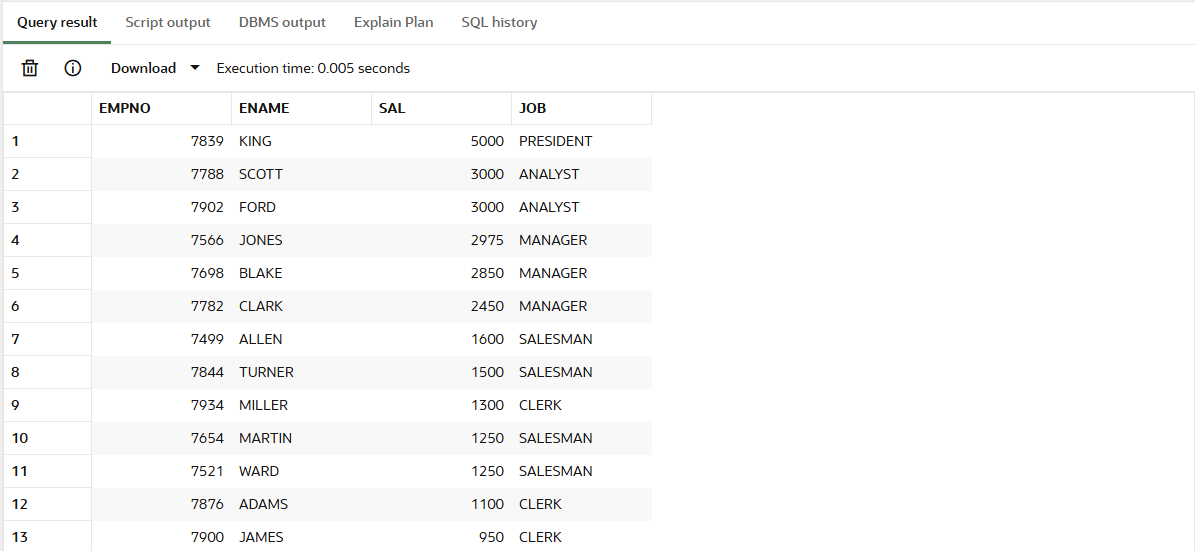 Query result Script output DBMS output Explain Plan SQL history
Download Execution time: 0.005 seconds
EMPNO ENAME SAL JOB
1 7839 KING 5000 PRESIDENT
2 7788 SCOTT 3000 ANALYST
3 7902 FORD 3000 ANALYST
4 7566 JONES 2975 MANAGER
5 7698 BLAKE 2850 MANAGER
6 7782 CLARK 2450 MANAGER
7 7499 ALLEN 1600 SALESMAN
8 7844 TURNER 1500 SALESMAN
9 7934 MILLER 1300 CLERK
10 7654 MARTIN 1250 SALESMAN
11 7521 WARD 1250 SALESMAN
12 7876 ADAMS 1100 CLERK
13 7900 JAMES 950 CLERK